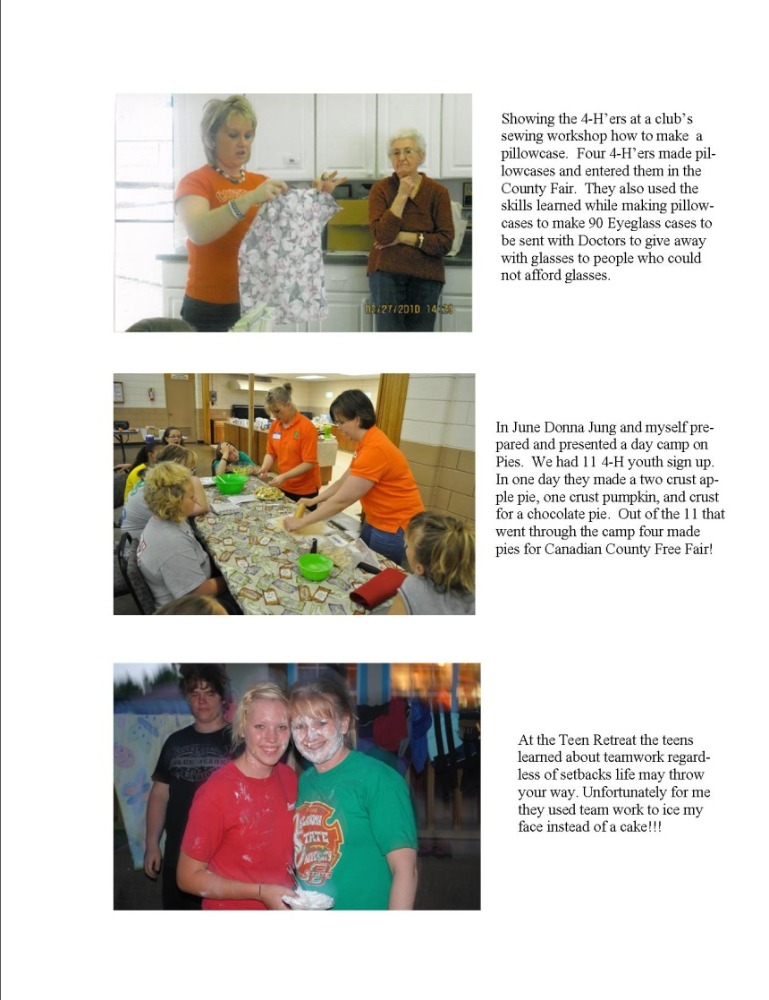 Showing the 4-H’ers at a club’s
sewing workshop how to make  a
pillowcase.  Four 4-H’ers made pil-
lowcases and entered them in the
County Fair.  They also used the
skills learned while making pillow-
cases to make 90 Eyeglass cases to
be sent with Doctors to give away
with glasses to people who could
not afford glasses.
/27/2010 14
In June Donna Jung and myself pre-
pared and presented a day camp on
Pies.  We had 11 4-H youth sign up.
In one day they made a two crust ap-
ple pie, one crust pumpkin, and crust
for a chocolate pie.  Out of the 11 that
went through the camp four made
pies for Canadian County Free Fair!
At the Teen Retreat the teens
learned about teamwork regard-
less of setbacks life may throw
your way. Unfortunately for me
they used team work to ice my
face instead of a cake!!!
STATE